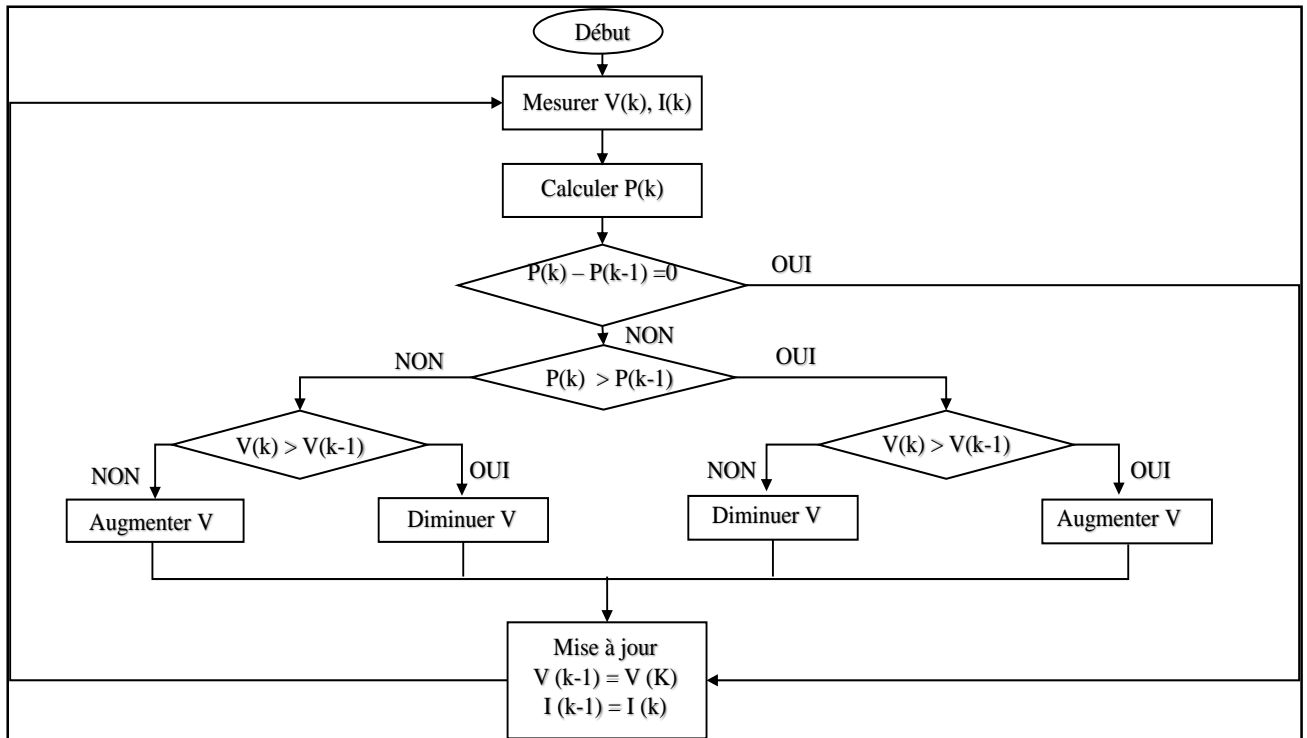 Début
Mesurer V(k), I(k)
Calculer P(k)
P(k) – P(k-1) =0
OUI
NON
NON
OUI
P(k) > P(k-1)
V(k) > V(k-1)
V(k) > V(k-1)
NON
OUI
NON
OUI
Augmenter V
Diminuer V
Diminuer V
Augmenter V
Mise à jour
V (k-1) = V (K)
I (k-1) = I (k)